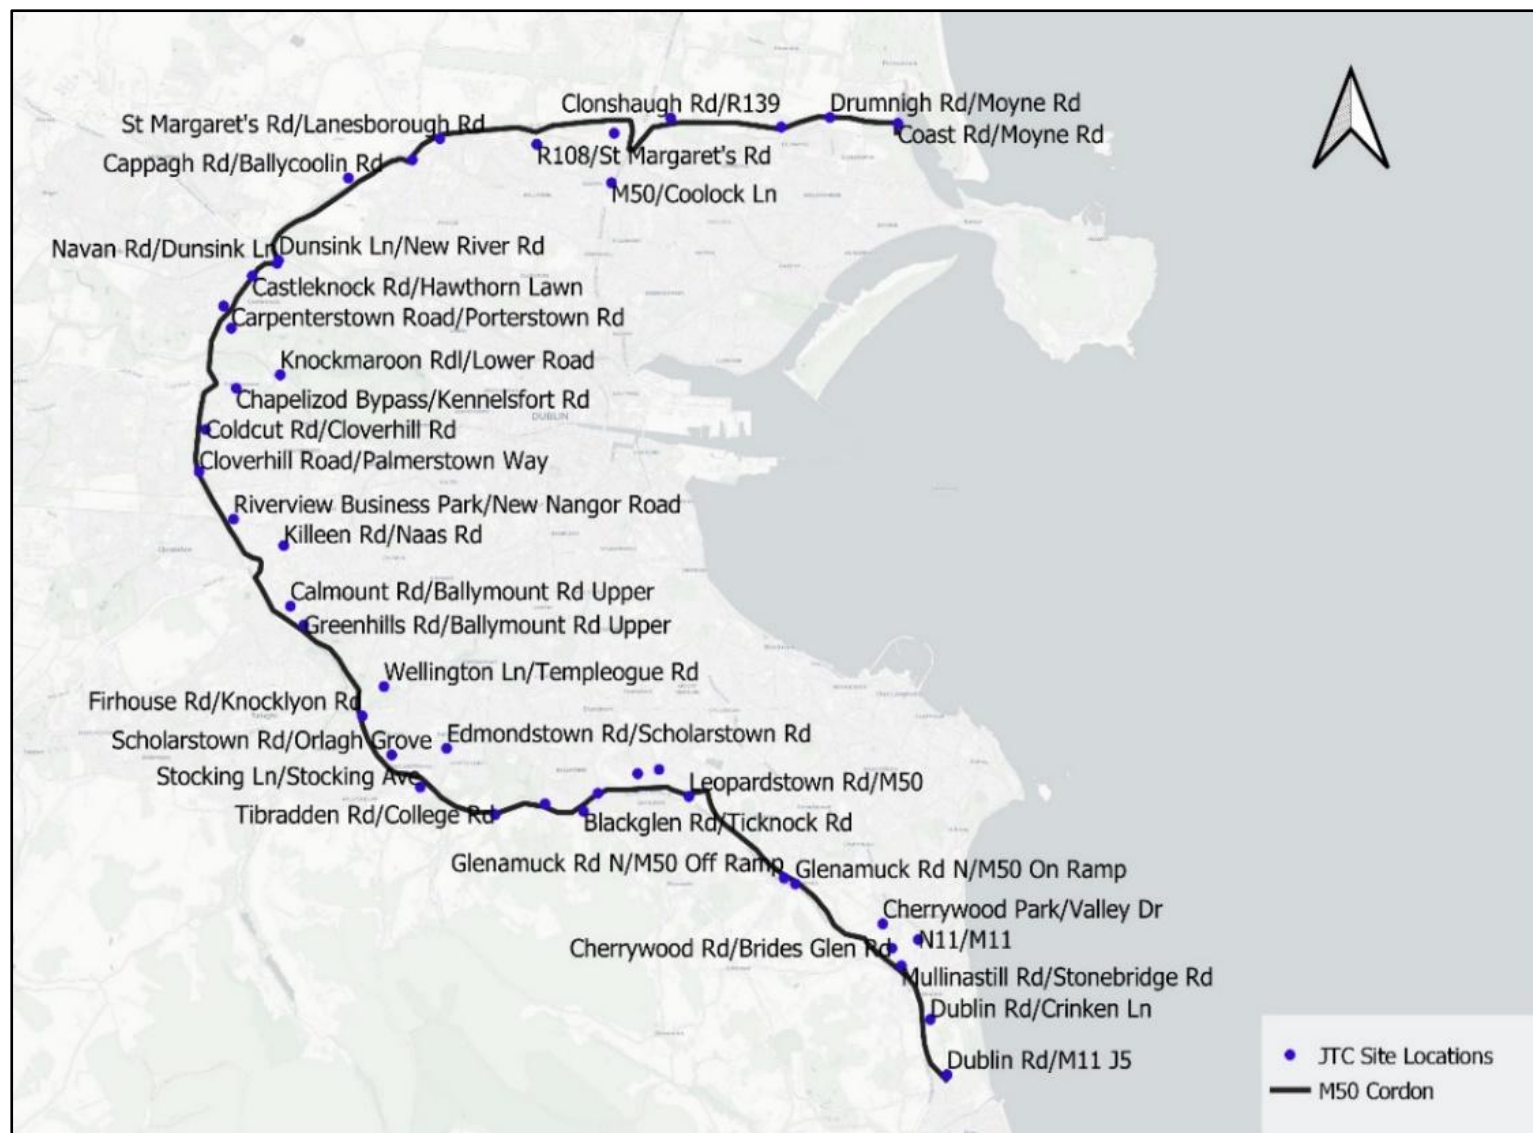 Clonshaugh Rd/R139
Drumnigh Rd/Moyne Rd
St Margaret's Rd/Lanesborough Rd
Coast Rd/Moyne Rd
Cappagh Rd/Ballycoolin Rd
R108/St Margaret's Rd
M50/Coolock Ln
Navan Rd/Dunsink Ln
Dunsink Ln/New River Rd
Castleknock Rd/Hawthorn Lawn
Carpenterstown Road/Porterstown Rd
Knockmaroon Rdl/Lower Road
Chapelizod Bypass/Kennelsfort Rd
DUBLIN
Coldcut Rd/Cloverhill Rd
Cloverhill Road/Palmerstown Way
Riverview Business Park/New Nangor Road
Killeen Rd/Naas Rd
Calmount Rd/Ballymount Rd Upper
Greenhills Rd/Ballymount Rd Upper
Wellington Ln/Templeogue Rd
Firhouse Rd/Knocklyon Rd
Scholarstown Rd/Orlagh Grove
Edmondstown Rd/Scholarstown Rd
Stocking Ln/Stocking Ave
Leopardstown Rd/M50
Tibradden Rd/College Rd
Blackglen Rd/Ticknock Rd
Glenamuck Rd N/M50 Off Ramp
Glenamuck Rd N/M50 On Ramp
Cherrywood Park/Valley Dr
N11/M11
Cherrywood Rd/Brides Glen Rd
Mullinastill Rd/Stonebridge Rd
Dublin Rd/Crinken Ln
Dublin Rd/M11 J5
JTC Site Locations
M50 Cordon